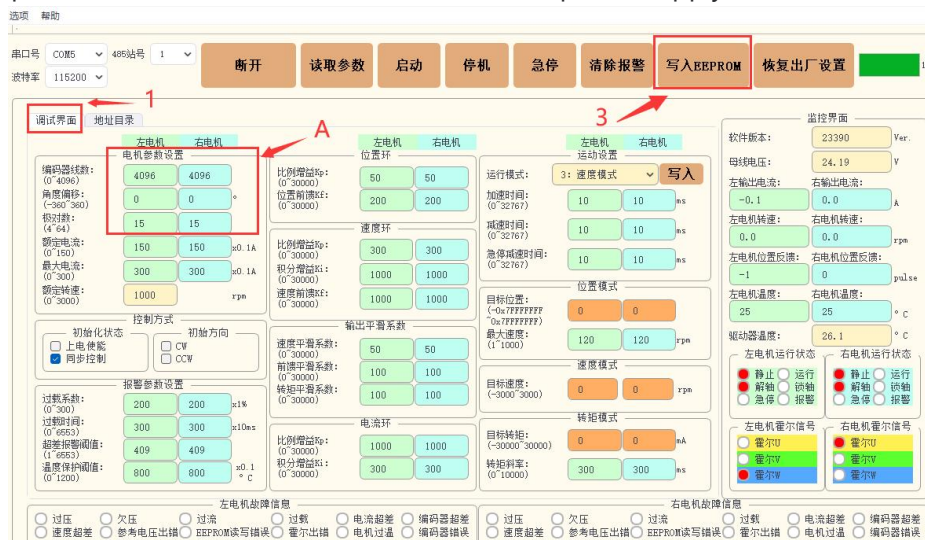 选项 帮助
串口号 COM5 485站号 1
波特率 115200
断开 读取参数 启动 停机 急停 清除报警 写入EEPROM 恢复出厂设置
1
3
A
调试界面 地址目录
左电机 右电机
电机参数设置
编码器线数: 4096 4096
(0~4096)
角度偏移: 0 0 °
(-360~360)
极对数: 15 15
(4~64)
额定电流: 150 150 x0.1A
(0~150)
最大电流: 300 300 x0.1A
(0~300)
额定转速: 1000 rpm
(0~3000)
控制方式
初始化状态 初始方向
上电使能 CW
同步控制 CCW
报警参数设置
过载系数: 200 200 x1%
(0~300)
过载时间: 300 300 x10ms
(0~6553)
超差报警阈值: 409 409
(1~6553)
温度保护阈值: 800 800 x0.1
(0~1200) °C
左电机 右电机
位置环
比例增益Kp: 50 50
(0~30000)
位置前馈Kf: 200 200
(0~30000)
速度环
比例增益Kp: 300 300
(0~30000)
积分增益Ki: 1000 1000
(0~30000)
速度前馈Kf: 1000 1000
(0~30000)
输出平滑系数
速度平滑系数: 50 50
(0~30000)
前馈平滑系数: 100 100
(0~30000)
转矩平滑系数: 100 100
(0~30000)
电流环
比例增益Kp: 1000 1000
(0~30000)
积分增益Ki: 300 300
(0~30000)
左电机 右电机
运动设置
运行模式: 3: 速度模式 写入
加速时间: 10 10 ms
(0~32767)
减速时间: 10 10 ms
(0~32767)
急停减速时间: 10 10 ms
(0~32767)
位置模式
目标位置: 0 0
(-0x7FFFFFFF
~0x7FFFFFFF)
最大速度: 120 120 rpm
(1~1000)
速度模式
目标速度: 0 0 rpm
(-3000~3000)
转矩模式
目标转矩: 0 0 mA
(-30000~30000)
转矩斜率: 300 300 ms
(0~10000)
监控界面
软件版本: 23390 Ver.
母线电压: 24.19 V
左输出电流: 右输出电流:
-0.1 0.0 A
左电机转速: 右电机转速:
0.0 0.0 rpm
左电机位置反馈: 右电机位置反馈:
-1 0 pulse
左电机温度: 右电机温度:
25 25 °C
驱动器温度: 26.1 °C
左电机运行状态 右电机运行状态
静止 运行 静止 运行
解轴 锁轴 解轴 锁轴
急停 报警 急停 报警
左电机霍尔信号 右电机霍尔信号
霍尔U 霍尔U
霍尔V 霍尔V
霍尔W 霍尔W
左电机故障信息
过压 欠压 过流 过载 电流超差 编码器超差
速度超差 参考电压出错 EEPROM读写错误 霍尔出错 电机过温 编码器错误
右电机故障信息
过压 欠压 过流 过载 电流超差 编码器超差
速度超差 参考电压出错 EEPROM读写错误 霍尔出错 电机过温 编码器错误